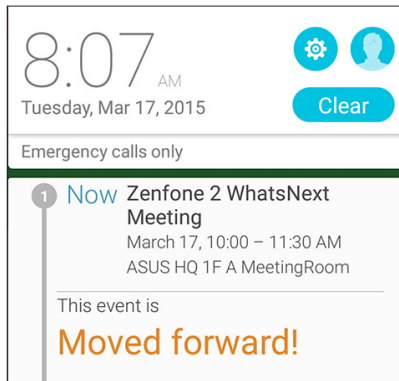 8:07 AM
Tuesday, Mar 17, 2015
Clear
Emergency calls only
1 Now Zenfone 2 WhatsNext
Meeting
March 17, 10:00 – 11:30 AM
ASUS HQ 1F A MeetingRoom
This event is
Moved forward!